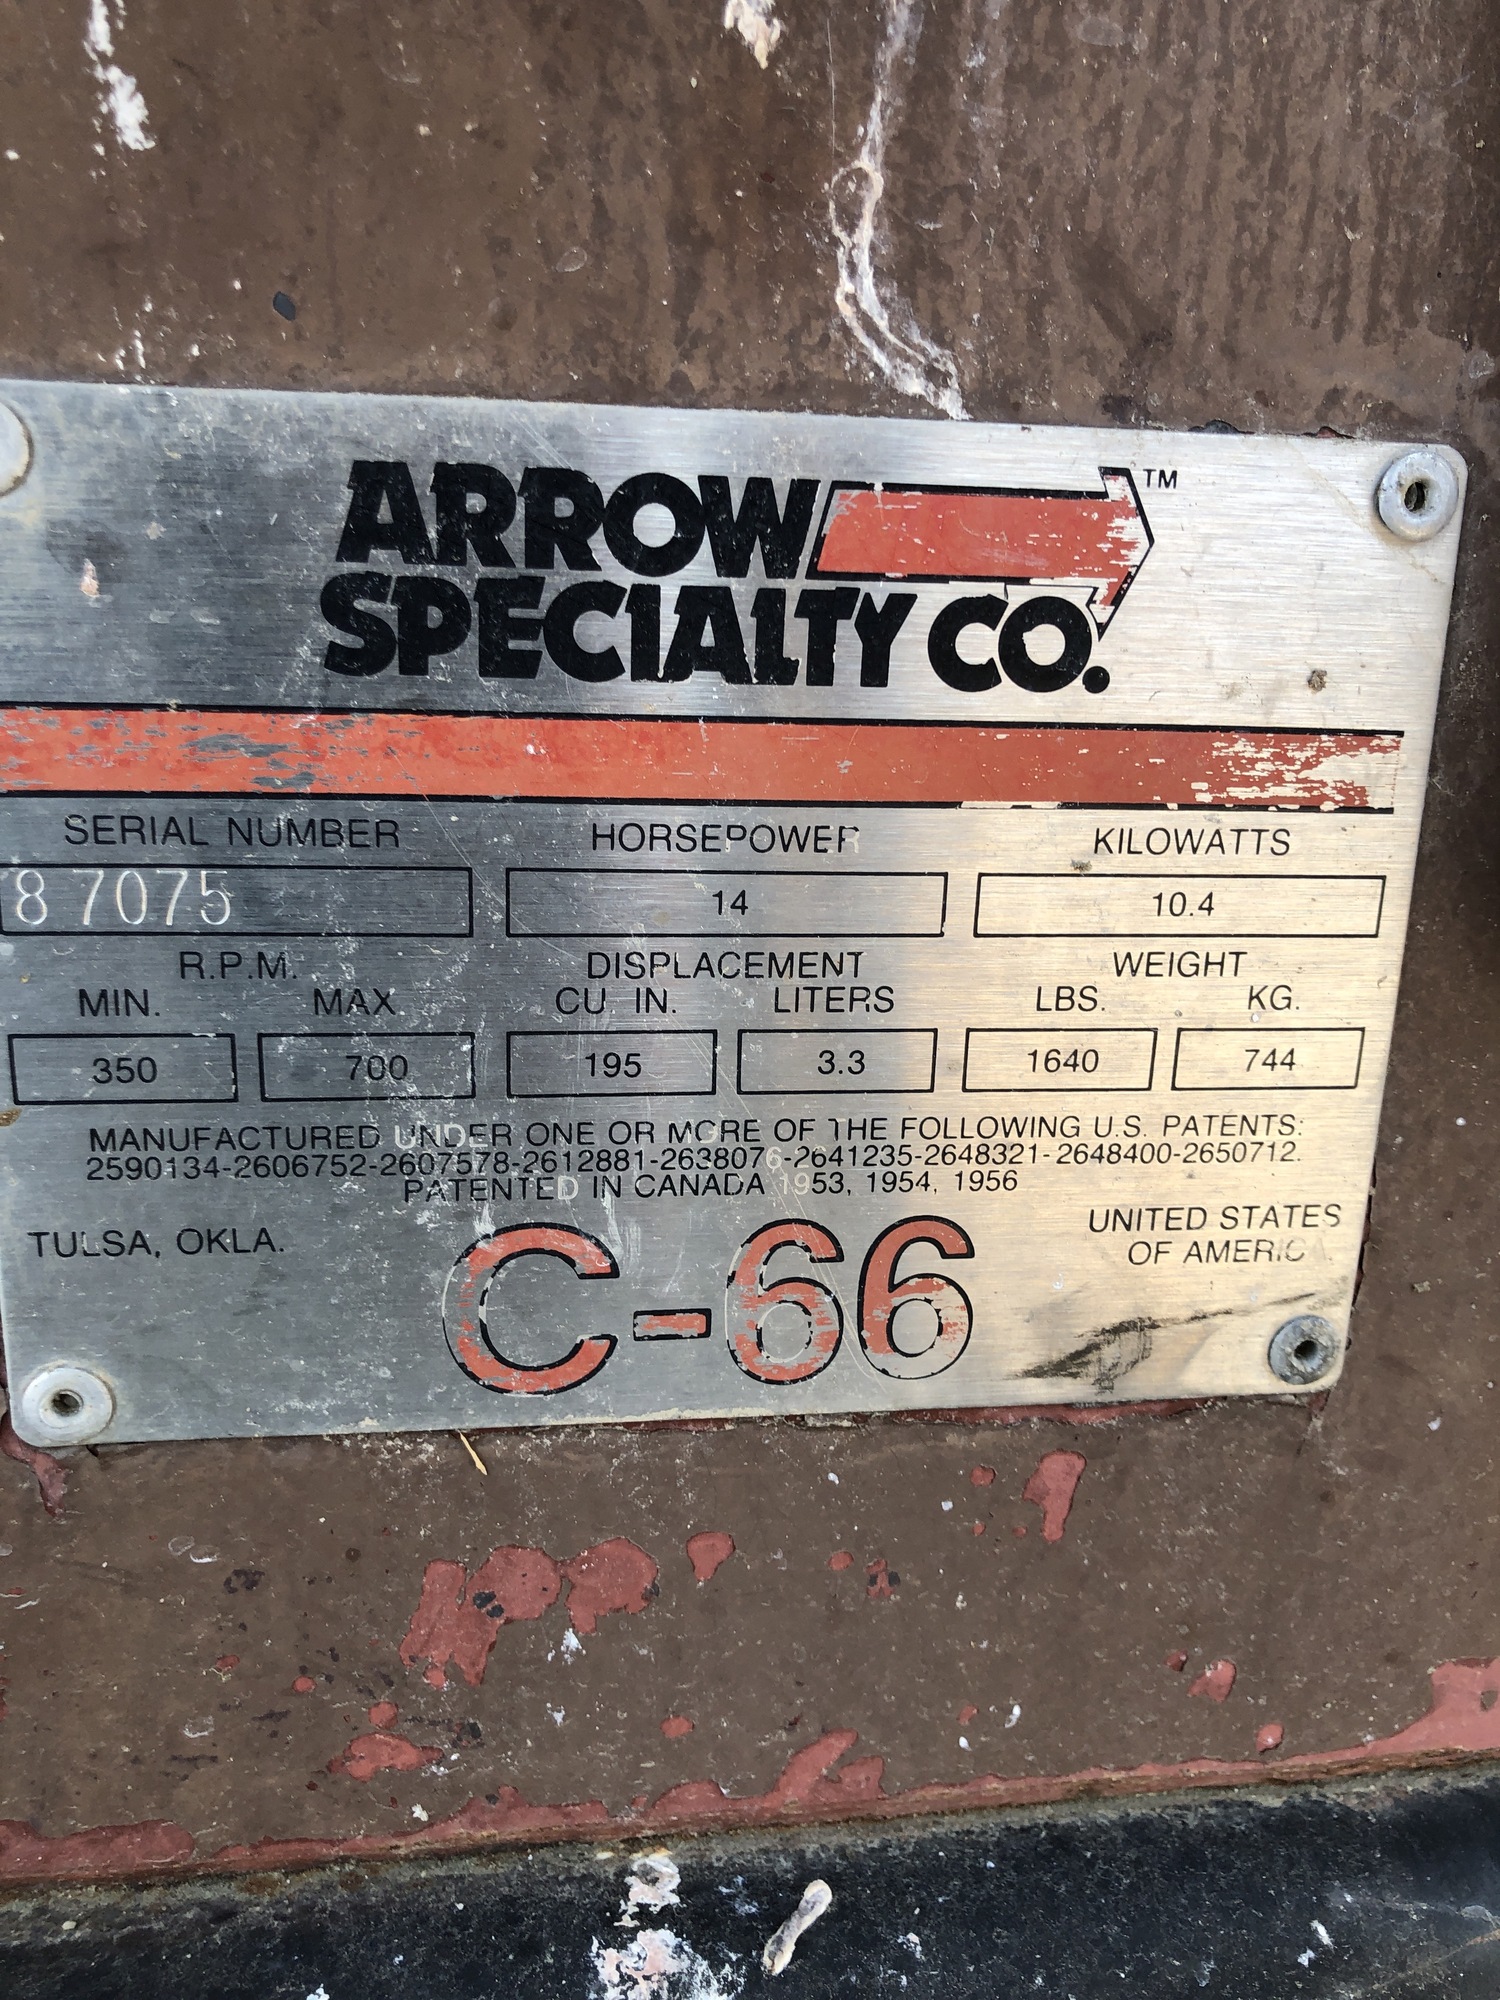 ARROW TM
SPECIALTY CO.
SERIAL NUMBER HORSEPOWER KILOWATTS
87075 14 10.4
R.P.M. DISPLACEMENT WEIGHT
MIN. MAX CU. IN. LITERS LBS. KG.
350 700 195 3.3 1640 744
MANUFACTURED UNDER ONE OR MORE OF THE FOLLOWING U.S. PATENTS:
2590134-2606752-2607578-2612881-2638076-2641235-2648321-2648400-2650712.
PATENTED IN CANADA 1953, 1954, 1956
TULSA, OKLA. C-66 UNITED STATES
OF AMERICA